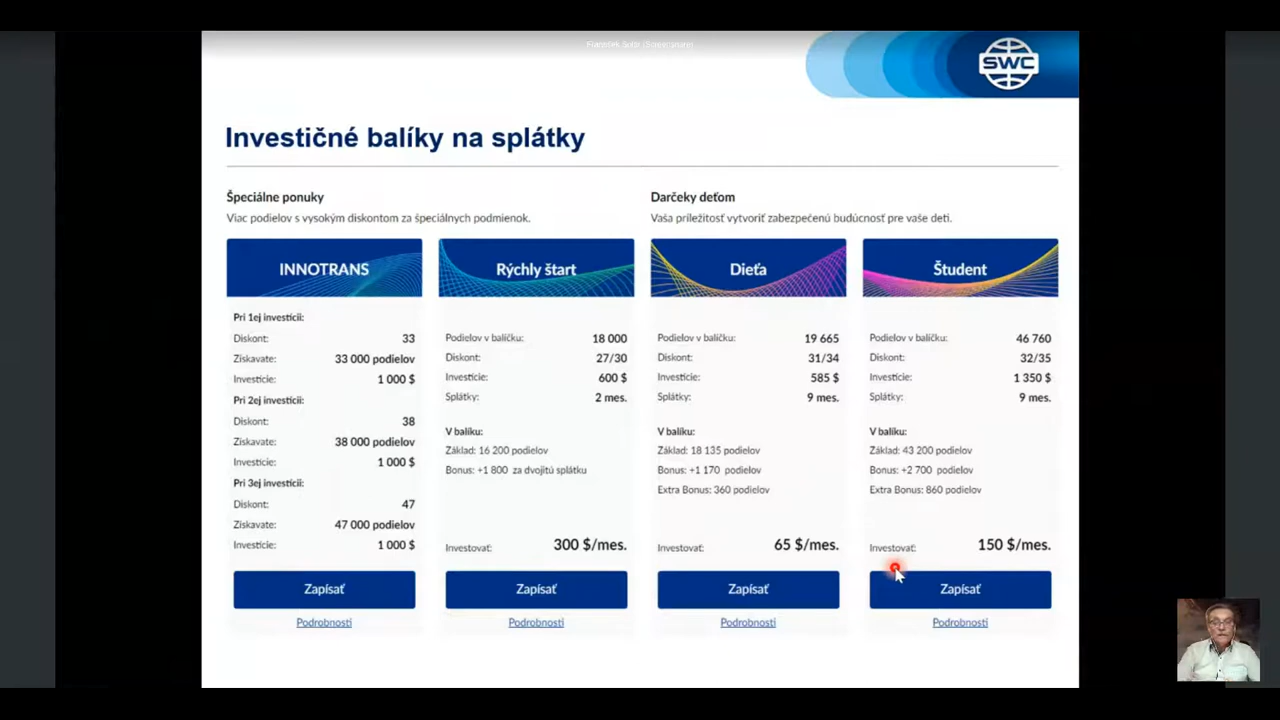 SWC
Investičné balíky na splátky
Špeciálne ponuky
Viac podielov s vysokým diskontom za špeciálnych podmienok.
Darčeky deťom
Vaša príležitosť vytvoriť zabezpečenú budúcnosť pre vaše deti.
INNOTRANS
Pri 1ej investícií:
Diskont: 33
Získavate: 33 000 podielov
Investície: 1 000 $
Pri 2ej investícií:
Diskont: 38
Získavate: 38 000 podielov
Investície: 1 000 $
Pri 3ej investícií:
Diskont: 47
Získavate: 47 000 podielov
Investície: 1 000 $
Zapísať
Podrobnosti
Rýchly štart
Podielov v balíčku: 18 000
Diskont: 27/30
Investície: 600 $
Splátky: 2 mes.
V balíku:
Základ: 16 200 podielov
Bonus: +1 800 za dvojitú splátku
Investovať: 300 $/mes.
Zapísať
Podrobnosti
Dieťa
Podielov v balíčku: 19 665
Diskont: 31/34
Investície: 585 $
Splátky: 9 mes.
V balíku:
Základ: 18 135 podielov
Bonus: +1 170 podielov
Extra Bonus: 360 podielov
Investovať: 65 $/mes.
Zapísať
Podrobnosti
Študent
Podielov v balíčku: 46 760
Diskont: 32/35
Investície: 1 350 $
Splátky: 9 mes.
V balíku:
Základ: 43 200 podielov
Bonus: +2 700 podielov
Extra Bonus: 860 podielov
Investovať: 150 $/mes.
Zapísať
Podrobnosti